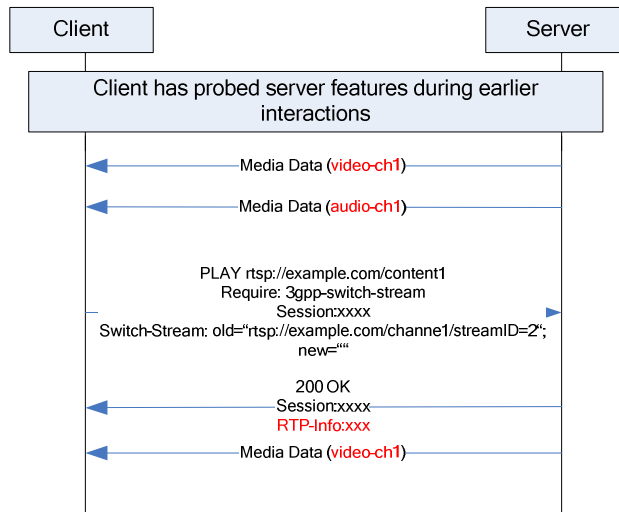 Client
Server
Client has probed server features during earlier
interactions
Media Data (video-ch1)
Media Data (audio-ch1)
PLAY rtsp://example.com/content1
Require: 3gpp-switch-stream
Session:xxxx
Switch-Stream: old=“rtsp://example.com/channe1/streamID=2“;
new=““
200 OK
Session:xxxx
RTP-Info:xxx
Media Data (video-ch1)